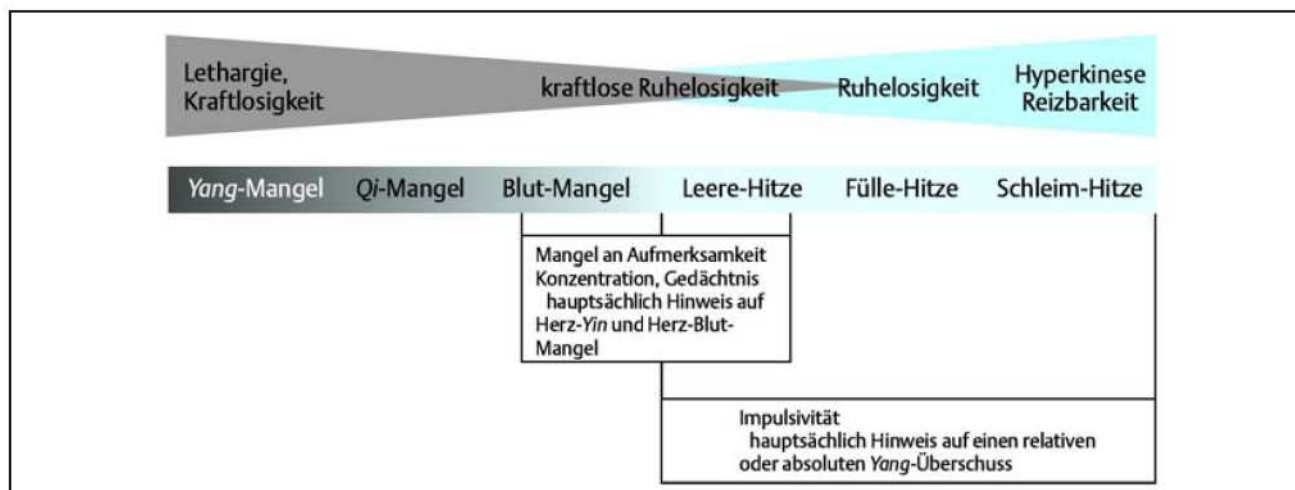 Lethargie,
Kraftlosigkeit
kraftlose Ruhelosigkeit
Ruhelosigkeit
Hyperkinese
Reizbarkeit
Yang-Mangel
Qi-Mangel
Blut-Mangel
Leere-Hitze
Fülle-Hitze
Schleim-Hitze
Mangel an Aufmerksamkeit
Konzentration, Gedächtnis
hauptsächlich Hinweis auf
Herz-Yin und Herz-Blut-
Mangel
Impulsivität
hauptsächlich Hinweis auf einen relativen
oder absoluten Yang-Überschuss